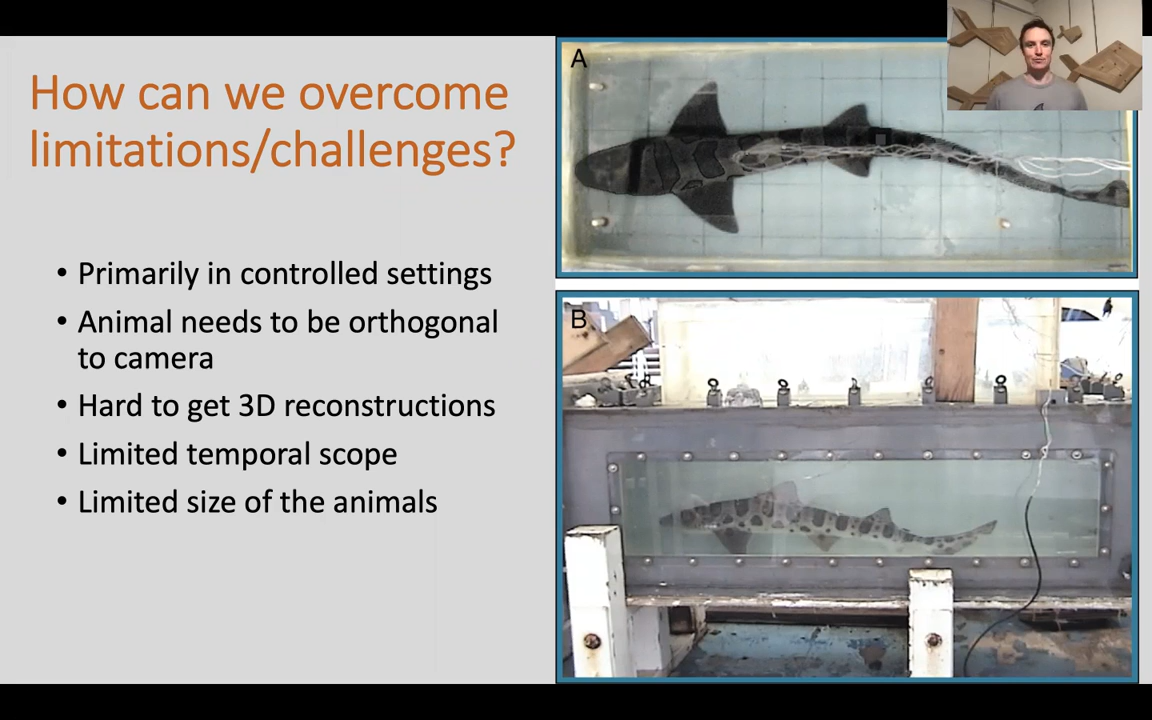 How can we overcome
limitations/challenges?
• Primarily in controlled settings
• Animal needs to be orthogonal
to camera
• Hard to get 3D reconstructions
• Limited temporal scope
• Limited size of the animals
A
B